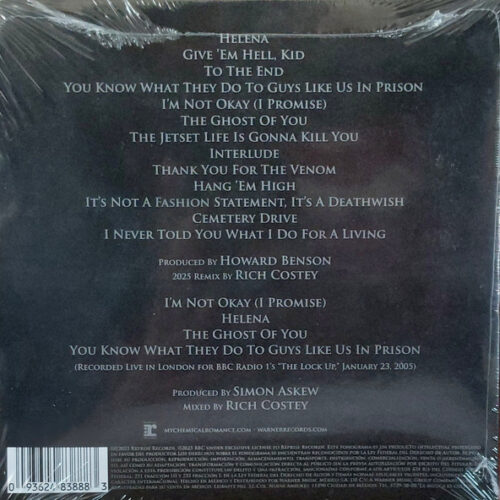 HELENA
GIVE 'EM HELL, KID
TO THE END
YOU KNOW WHAT THEY DO TO GUYS LIKE US IN PRISON
I'M NOT OKAY (I PROMISE)
THE GHOST OF YOU
THE JETSET LIFE IS GONNA KILL YOU
INTERLUDE
THANK YOU FOR THE VENOM
HANG 'EM HIGH
IT'S NOT A FASHION STATEMENT, IT'S A DEATHWISH
CEMETERY DRIVE
I NEVER TOLD YOU WHAT I DO FOR A LIVING
PRODUCED BY HOWARD BENSON
2025 REMIX BY RICH COSTEY
I'M NOT OKAY (I PROMISE)
HELENA
THE GHOST OF YOU
YOU KNOW WHAT THEY DO TO GUYS LIKE US IN PRISON
(RECORDED LIVE IN LONDON FOR BBC RADIO 1'S "THE LOCK UP," JANUARY 23, 2005)
PRODUCED BY SIMON ASKEW
MIXED BY RICH COSTEY
MYCHEMICALROMANCE.COM · WARNERRECORDS.COM
0 93624 83888 3